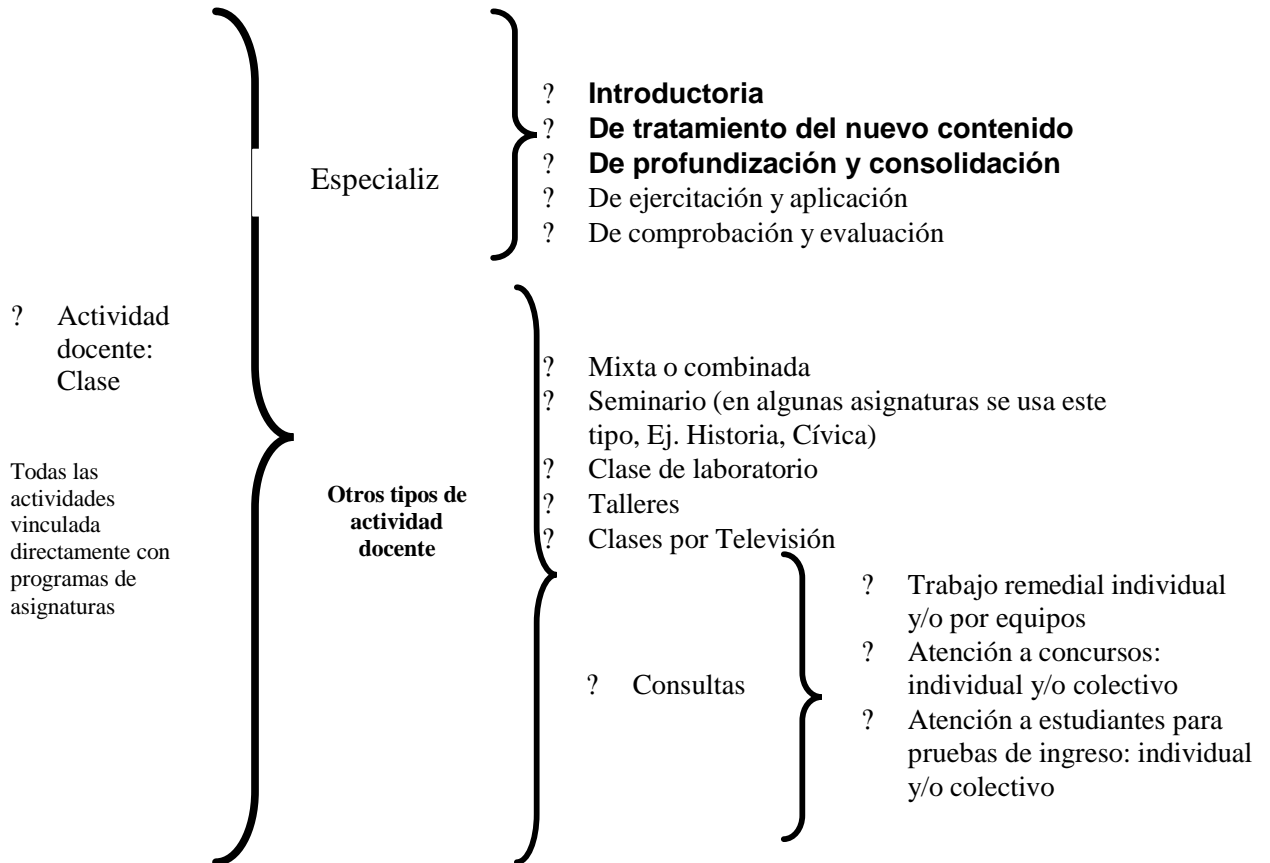 ? Actividad
docente:
Clase
Todas las
actividades
vinculada
directamente con
programas de
asignaturas
Especializ
? Introductoria
? De tratamiento del nuevo contenido
? De profundización y consolidación
? De ejercitación y aplicación
? De comprobación y evaluación
Otros tipos de
actividad
docente
? Mixta o combinada
? Seminario (en algunas asignaturas se usa este
tipo, Ej. Historia, Cívica)
? Clase de laboratorio
? Talleres
? Clases por Televisión
? Consultas
? Trabajo remedial individual
y/o por equipos
? Atención a concursos:
individual y/o colectivo
? Atención a estudiantes para
pruebas de ingreso: individual
y/o colectivo